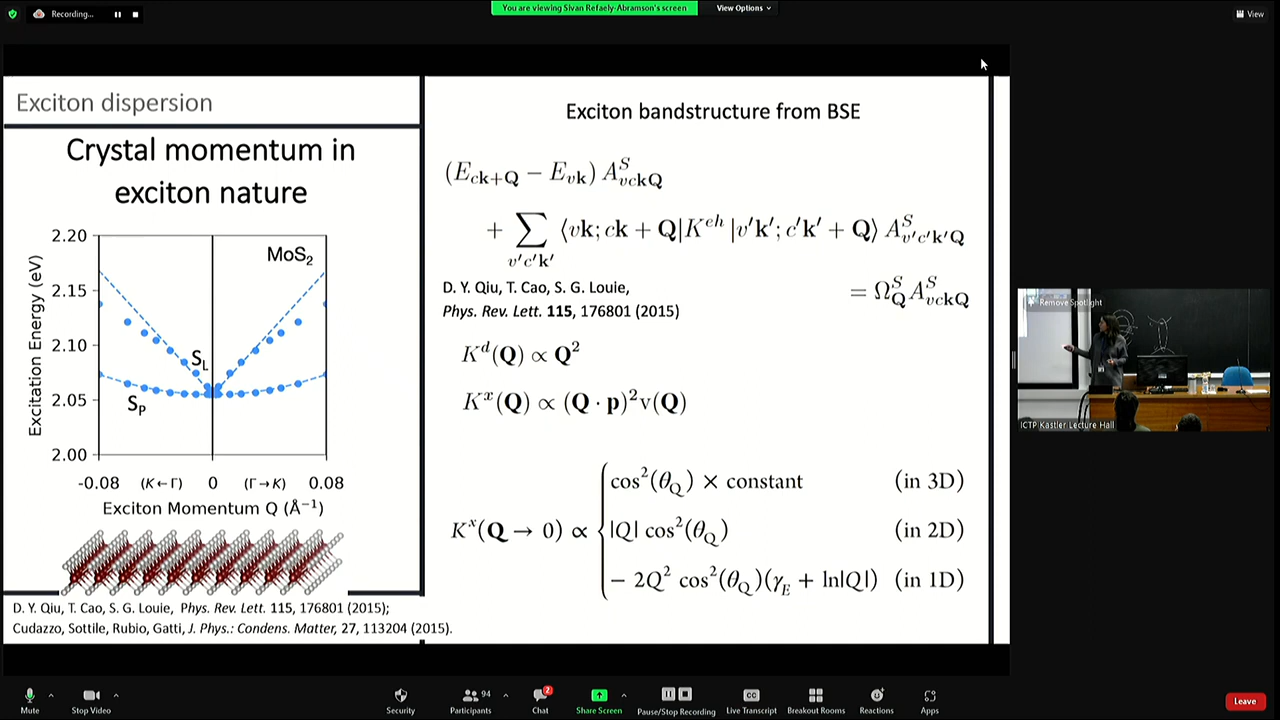 Recording...
You are viewing Sivan Refaely-Abramson's screen
View Options
View
Exciton dispersion
Crystal momentum in
exciton nature
2.20
2.15
2.10
2.05
2.00
Excitation Energy (eV)
MoS₂
S_L
S_P
-0.08 (K←Γ) 0 (Γ→K) 0.08
Exciton Momentum Q (Å⁻¹)
D. Y. Qiu, T. Cao, S. G. Louie, Phys. Rev. Lett. 115, 176801 (2015);
Cudazzo, Sottile, Rubio, Gatti, J. Phys.: Condens. Matter, 27, 113204 (2015).
Exciton bandstructure from BSE
(E_{ck+Q} − E_{vk}) A^S_{vckQ}
+ ∑_{v'c'k'} ⟨vk; ck + Q|K^{eh}|v'k'; c'k' + Q⟩ A^S_{v'c'k'Q}
= Ω^S_Q A^S_{vckQ}
D. Y. Qiu, T. Cao, S. G. Louie,
Phys. Rev. Lett. 115, 176801 (2015)
K^d(Q) ∝ Q²
K^x(Q) ∝ (Q · p)²v(Q)
K^x(Q → 0) ∝ {
cos²(θ_Q) × constant (in 3D)
|Q| cos²(θ_Q) (in 2D)
− 2Q² cos²(θ_Q)(γ_E + ln|Q|) (in 1D)
Remove Spotlight
ICTP Kastler Lecture Hall
Mute
Stop Video
Security
94
Participants
2
Chat
Share Screen
Pause/Stop Recording
CC
Live Transcript
Breakout Rooms
Reactions
Apps
Leave